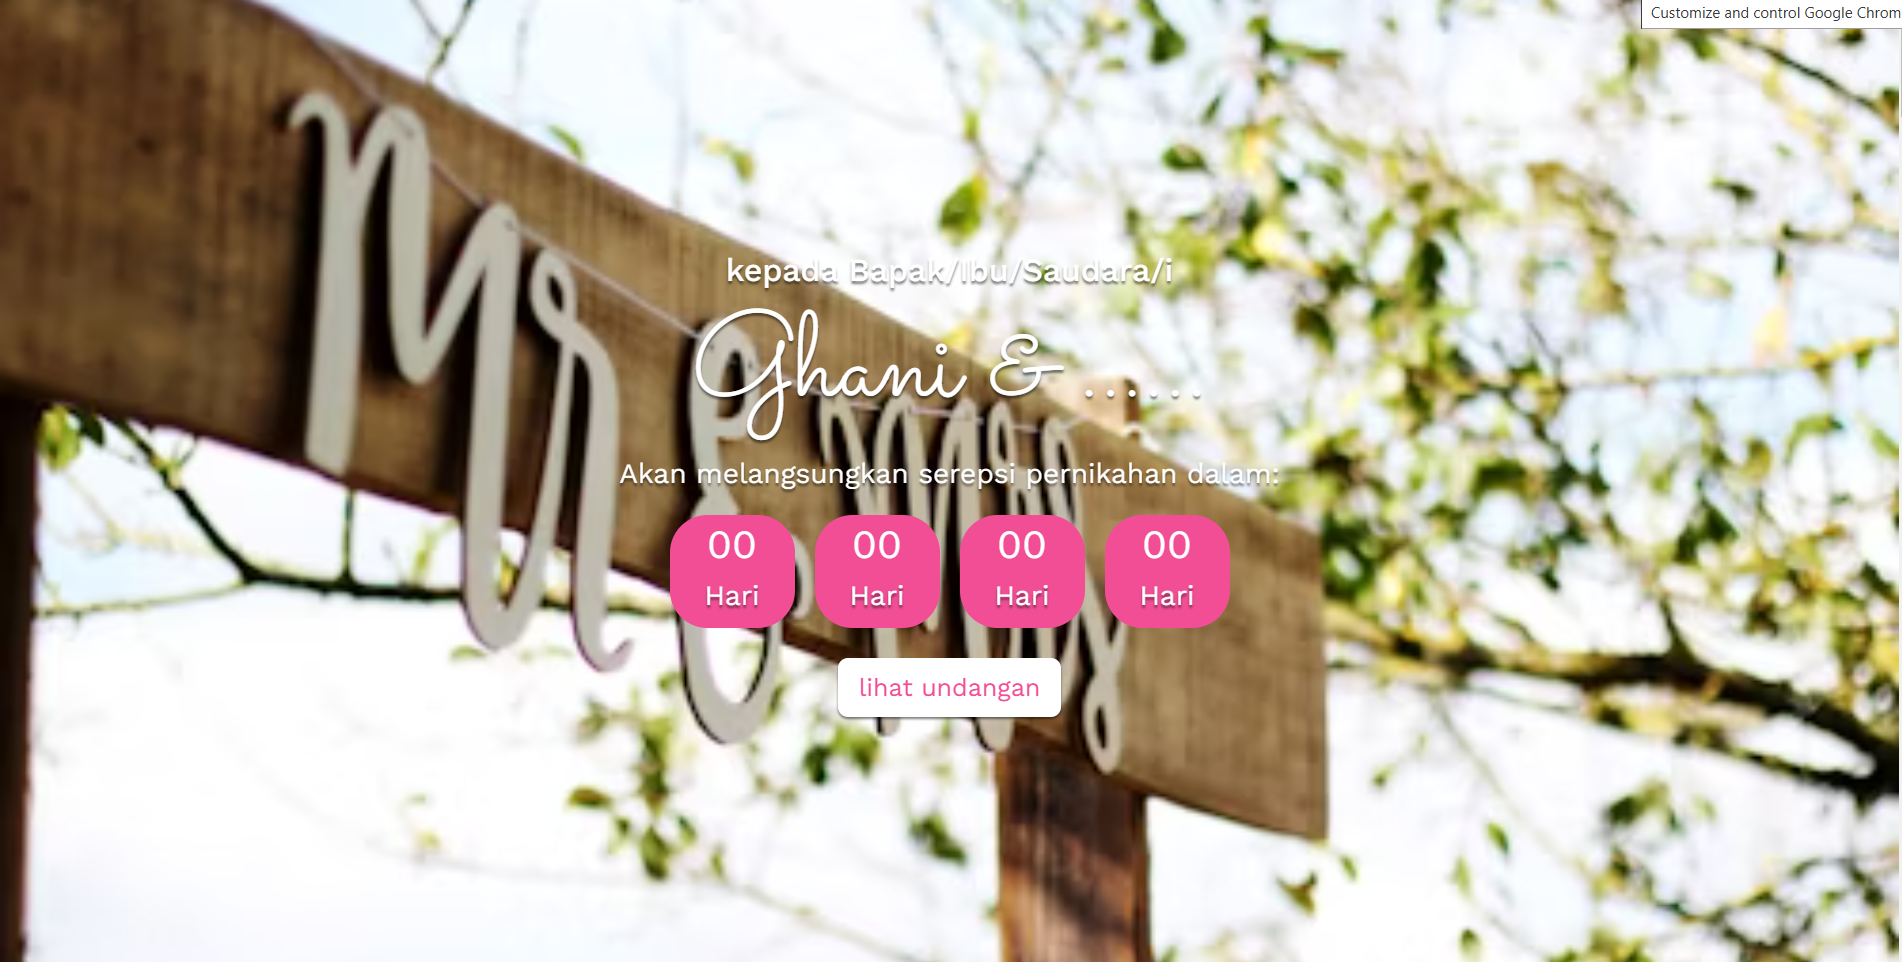 Customize and control Google Chrom
kepada Bapak/Ibu/Saudara/i
Ghani & ......
Akan melangsungkan serepsi pernikahan dalam:
00 00 00 00
Hari Hari Hari Hari
lihat undangan
Mr & Mrs